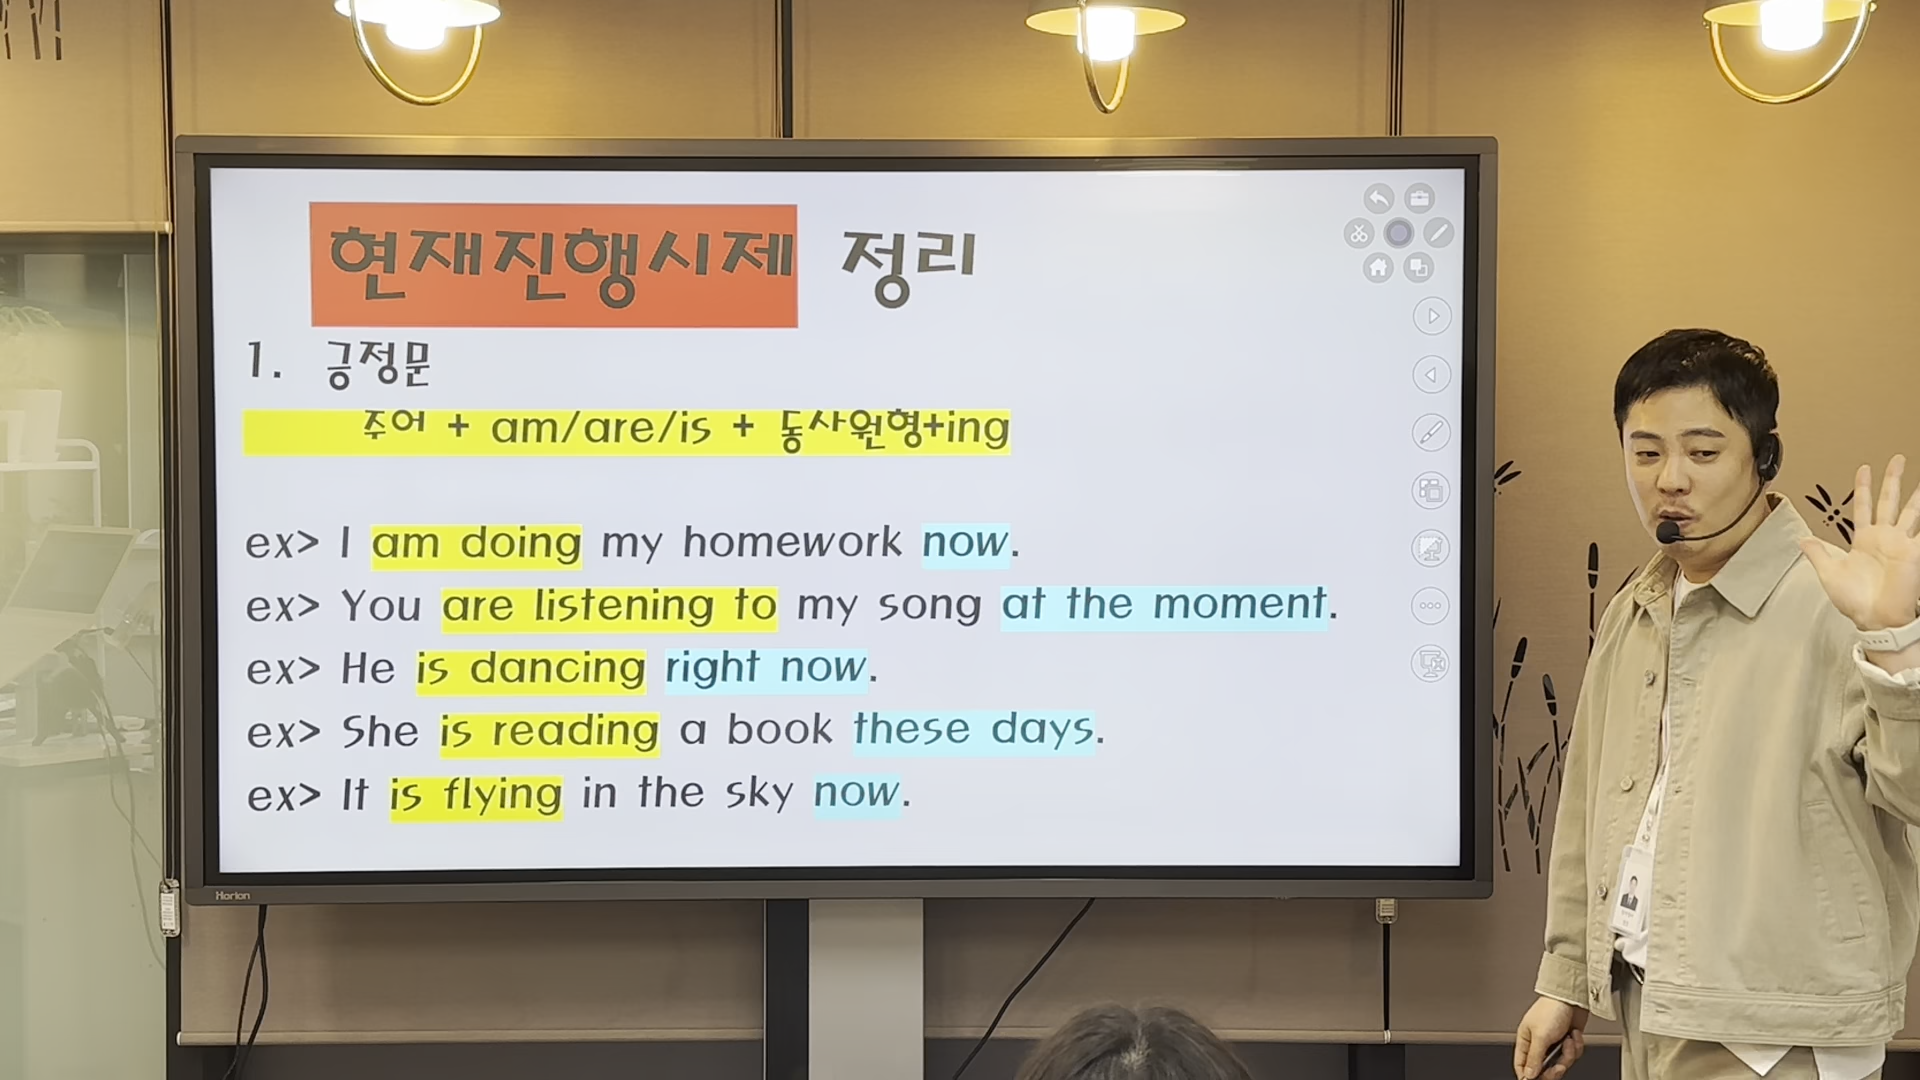 현재진행시제 정리
1. 긍정문
주어 + am/are/is + 동사원형+ing
ex> I am doing my homework now.
ex> You are listening to my song at the moment.
ex> He is dancing right now.
ex> She is reading a book these days.
ex> It is flying in the sky now.
Horion